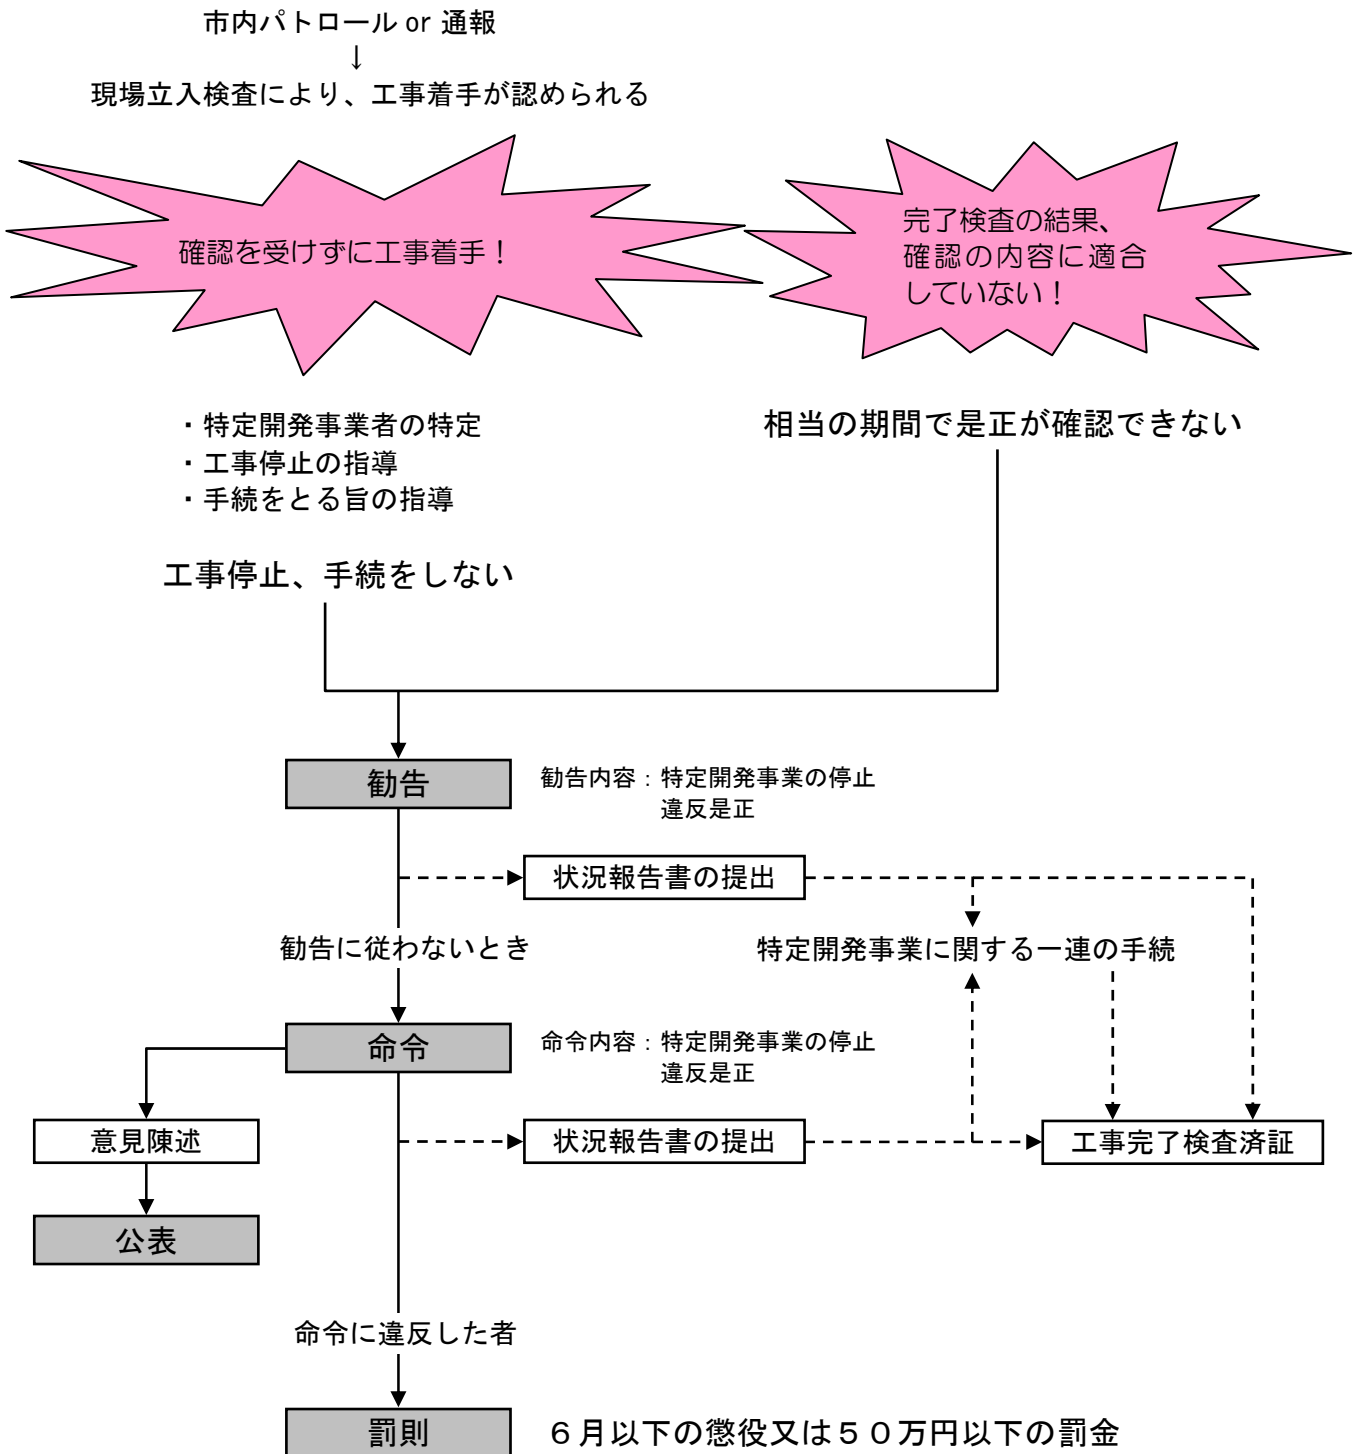 市内パトロール or 通報
↓
現場立入検査により、工事着手が認められる
確認を受けずに工事着手！
完了検査の結果、
確認の内容に適合
していない！
・特定開発事業者の特定
・工事停止の指導
・手続をとる旨の指導
相当の期間で是正が確認できない
工事停止、手続をしない
勧告
勧告内容：特定開発事業の停止
違反是正
状況報告書の提出
勧告に従わないとき
特定開発事業に関する一連の手続
命令
命令内容：特定開発事業の停止
違反是正
意見陳述
状況報告書の提出
工事完了検査済証
公表
命令に違反した者
罰則
６月以下の懲役又は５０万円以下の罰金